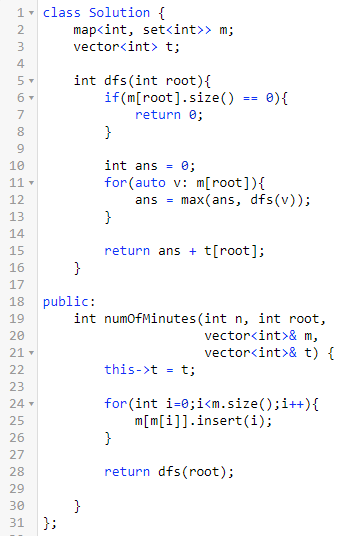 1 class Solution {
2     map<int, set<int>> m;
3     vector<int> t;
4
5     int dfs(int root){
6         if(m[root].size() == 0){
7             return 0;
8         }
9
10         int ans = 0;
11         for(auto v: m[root]){
12             ans = max(ans, dfs(v));
13         }
14
15         return ans + t[root];
16     }
17
18 public:
19     int numOfMinutes(int n, int root,
20                      vector<int>& m,
21                      vector<int>& t) {
22         this->t = t;
23
24         for(int i=0;i<m.size();i++){
25             m[m[i]].insert(i);
26         }
27
28         return dfs(root);
29
30     }
31 };